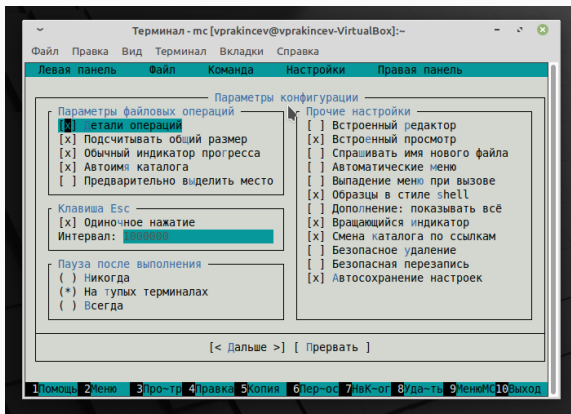 Терминал - mc [vprakincev@vprakincev-VirtualBox]:~
Файл Правка Вид Терминал Вкладки Справка
Левая панель Файл Команда Настройки Правая панель
Параметры конфигурации
Параметры файловых операций
[x] Детали операций
[x] Подсчитывать общий размер
[x] Обычный индикатор прогресса
[x] Автоимя каталога
[ ] Предварительно выделить место
Клавиша Esc
[x] Одиночное нажатие
Интервал: 1000000
Пауза после выполнения
( ) Никогда
(*) На тупых терминалах
( ) Всегда
Прочие настройки
[ ] Встроенный редактор
[x] Встроенный просмотр
[ ] Спрашивать имя нового файла
[ ] Автоматические меню
[ ] Выпадение меню при вызове
[x] Образцы в стиле shell
[ ] Дополнение: показывать всё
[x] Вращающийся индикатор
[x] Смена каталога по ссылкам
[ ] Безопасное удаление
[ ] Безопасная перезапись
[x] Автосохранение настроек
[< Дальше >] [ Прервать ]
1Помощь 2Меню 3Про~тр 4Правка 5Копия 6Пер~ос 7НвК~ог 8Уда~ть 9МенюМС 10Выход